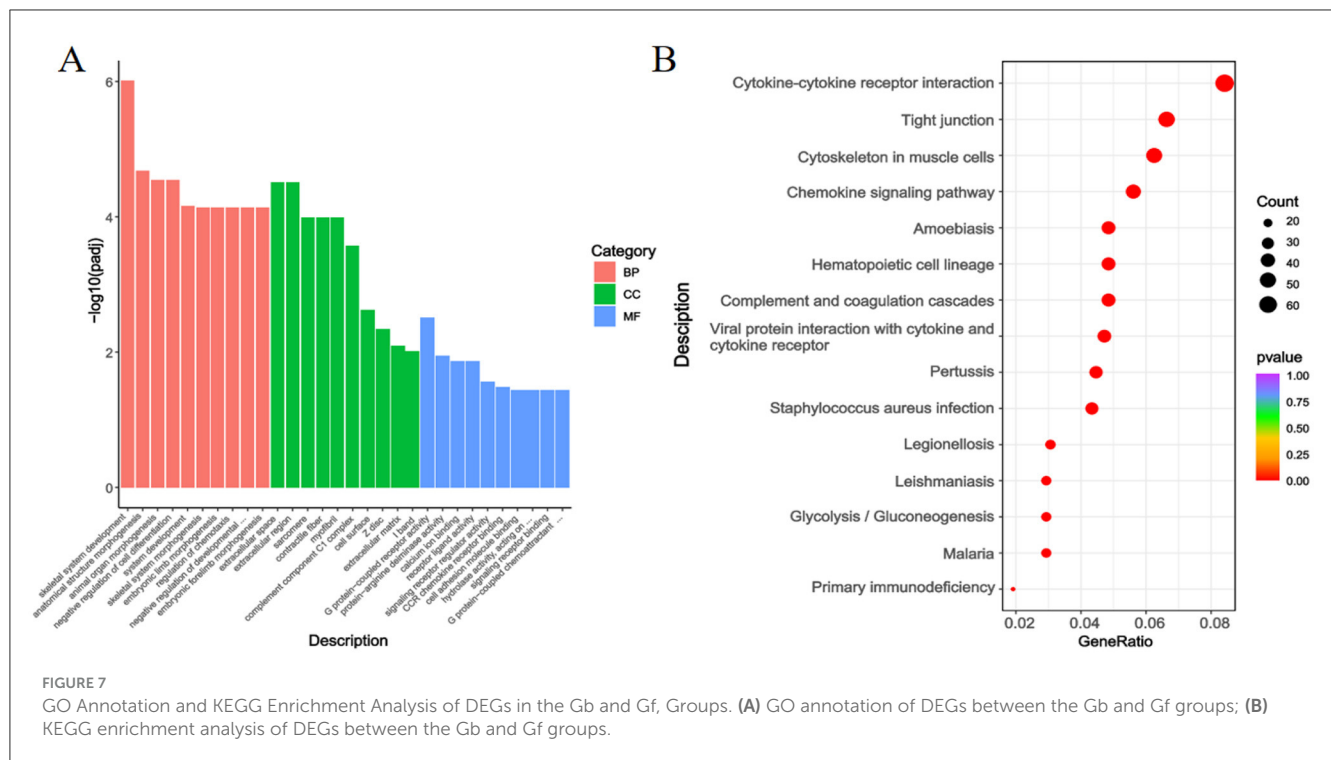 A
6
4
2
0
−log10(padj)
skeletal system development
anatomical structure morphogenesis
animal organ morphogenesis
negative regulation of cell differentiation
system development
skeletal system morphogenesis
embryonic limb morphogenesis
regulation of chemotaxis
negative regulation of developmental ...
embryonic forelimb morphogenesis
extracellular space
extracellular region
sarcomere
contractile fiber
myofibril
complement component C1 complex
cell surface
Z disc
extracellular matrix
I band
G protein−coupled receptor activity
protein−arginine deiminase activity
calcium ion binding
receptor ligand activity
signaling receptor regulator activity
CCR chemokine receptor binding
cell adhesion molecule binding
hydrolase activity, acting on ...
signaling receptor binding
G protein−coupled chemoattractant ...
Description
Category
BP
CC
MF
B
Desciption
Cytokine-cytokine receptor interaction
Tight junction
Cytoskeleton in muscle cells
Chemokine signaling pathway
Amoebiasis
Hematopoietic cell lineage
Complement and coagulation cascades
Viral protein interaction with cytokine and
cytokine receptor
Pertussis
Staphylococcus aureus infection
Legionellosis
Leishmaniasis
Glycolysis / Gluconeogenesis
Malaria
Primary immunodeficiency
0.02 0.04 0.06 0.08
GeneRatio
Count
20
30
40
50
60
pvalue
1.00
0.75
0.50
0.25
0.00
FIGURE 7
GO Annotation and KEGG Enrichment Analysis of DEGs in the Gb and Gf, Groups. (A) GO annotation of DEGs between the Gb and Gf groups; (B)
KEGG enrichment analysis of DEGs between the Gb and Gf groups.